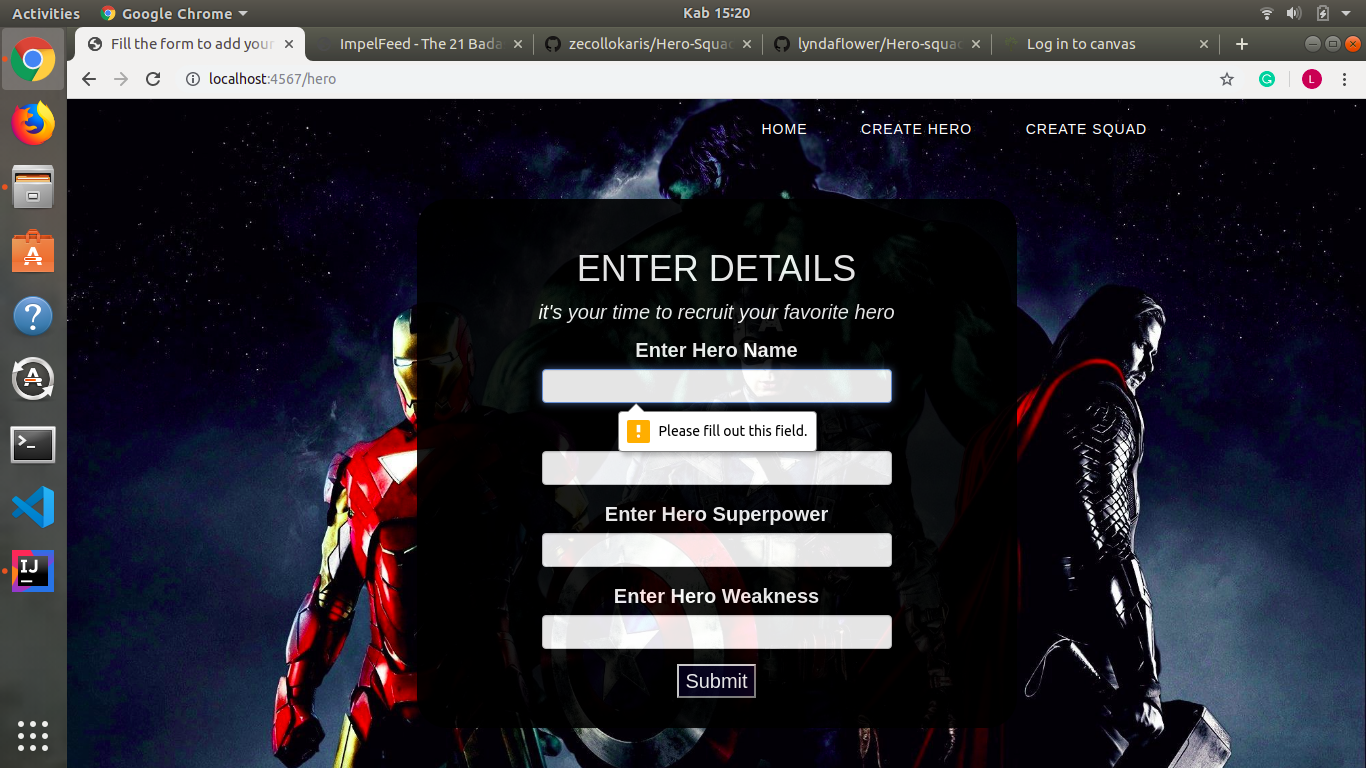 Activities
Google Chrome
Kab 15:20
Fill the form to add your
ImpelFeed - The 21 Bada
zecollokaris/Hero-Squad
lyndaflower/Hero-squad
Log in to canvas
localhost:4567/hero
L
HOME
CREATE HERO
CREATE SQUAD
ENTER DETAILS
it's your time to recruit your favorite hero
Enter Hero Name
Please fill out this field.
Enter Hero Superpower
Enter Hero Weakness
Submit
IJ